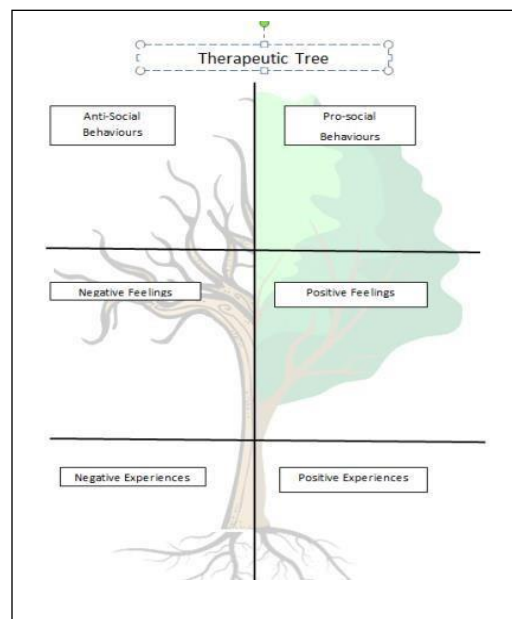 Therapeutic Tree
Anti-Social
Behaviours
Pro-social
Behaviours
Negative Feelings
Positive Feelings
Negative Experiences
Positive Experiences